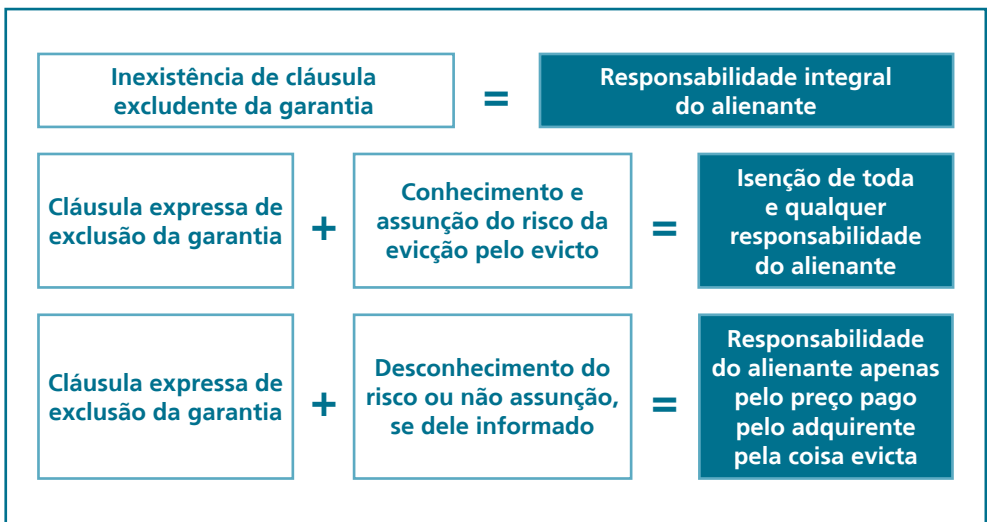 Inexistência de cláusula
excludente da garantia
=
Responsabilidade integral
do alienante
Cláusula expressa de
exclusão da garantia
+
Conhecimento e
assunção do risco da
evicção pelo evicto
=
Isenção de toda
e qualquer
responsabilidade
do alienante
Cláusula expressa de
exclusão da garantia
+
Desconhecimento do
risco ou não assunção,
se dele informado
=
Responsabilidade
do alienante apenas
pelo preço pago
pelo adquirente
pela coisa evicta